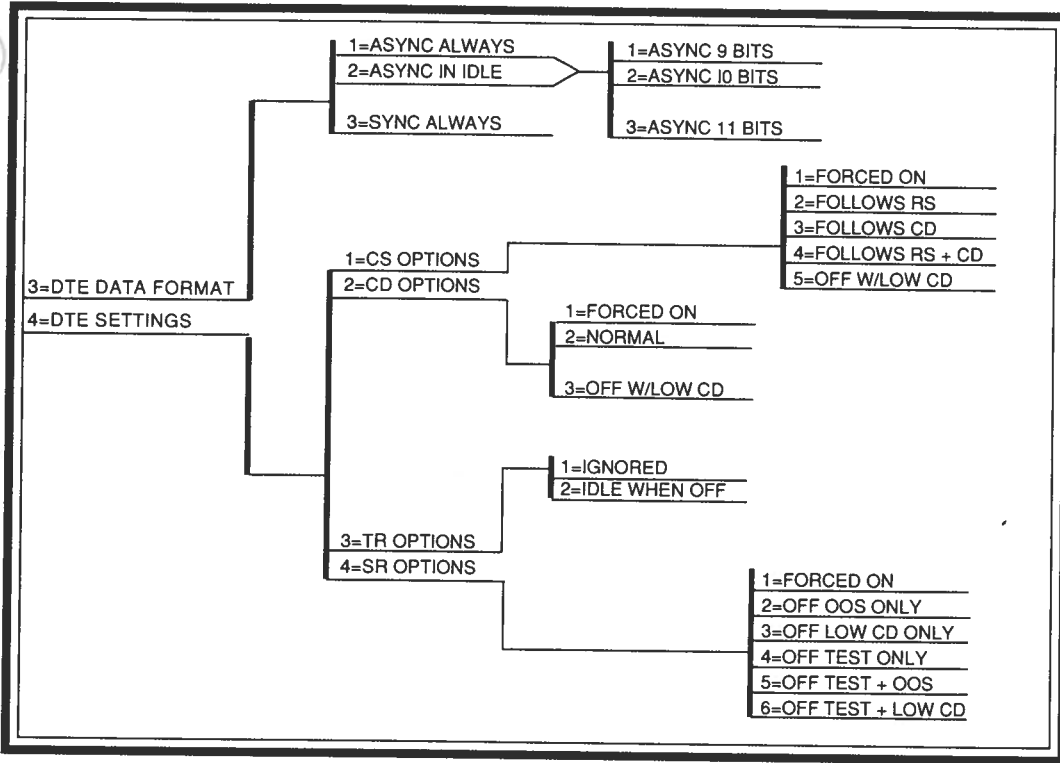 1=ASYNC ALWAYS
2=ASYNC IN IDLE
3=SYNC ALWAYS
1=ASYNC 9 BITS
2=ASYNC I0 BITS
3=ASYNC 11 BITS
3=DTE DATA FORMAT
4=DTE SETTINGS
1=CS OPTIONS
2=CD OPTIONS
1=FORCED ON
2=FOLLOWS RS
3=FOLLOWS CD
4=FOLLOWS RS + CD
5=OFF W/LOW CD
1=FORCED ON
2=NORMAL
3=OFF W/LOW CD
3=TR OPTIONS
4=SR OPTIONS
1=IGNORED
2=IDLE WHEN OFF
1=FORCED ON
2=OFF OOS ONLY
3=OFF LOW CD ONLY
4=OFF TEST ONLY
5=OFF TEST + OOS
6=OFF TEST + LOW CD